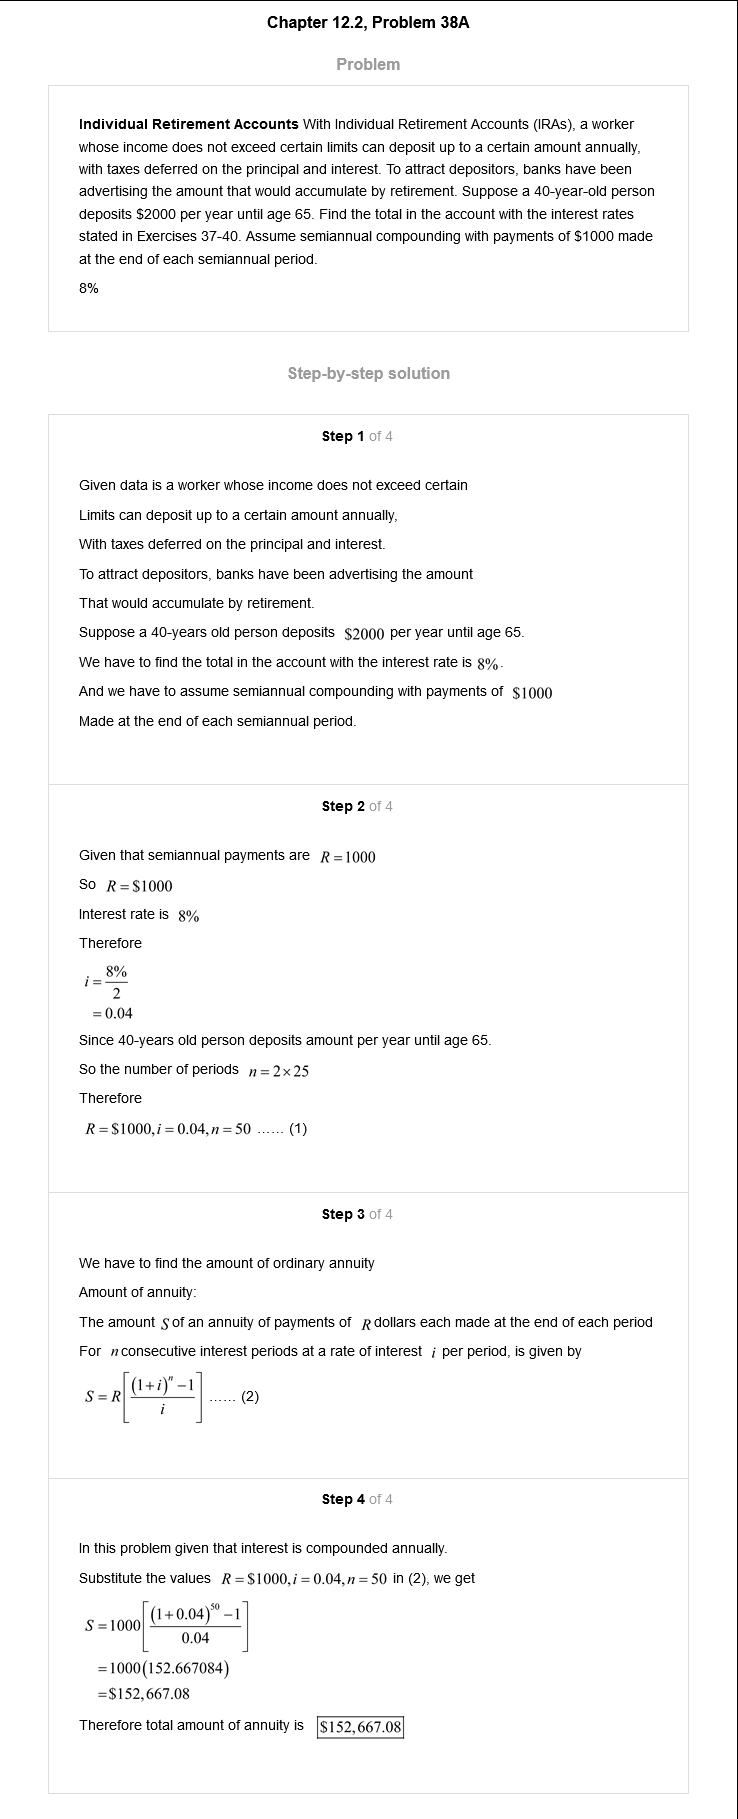 Chapter 12.2, Problem 38A
Problem
Individual Retirement Accounts With Individual Retirement Accounts (IRAs), a worker
whose income does not exceed certain limits can deposit up to a certain amount annually,
with taxes deferred on the principal and interest. To attract depositors, banks have been
advertising the amount that would accumulate by retirement. Suppose a 40-year-old person
deposits $2000 per year until age 65. Find the total in the account with the interest rates
stated in Exercises 37-40. Assume semiannual compounding with payments of $1000 made
at the end of each semiannual period.
8%
Step-by-step solution
Step 1 of 4
Given data is a worker whose income does not exceed certain
Limits can deposit up to a certain amount annually,
With taxes deferred on the principal and interest.
To attract depositors, banks have been advertising the amount
That would accumulate by retirement.
Suppose a 40-years old person deposits $2000 per year until age 65.
We have to find the total in the account with the interest rate is 8%.
And we have to assume semiannual compounding with payments of $1000
Made at the end of each semiannual period.
Step 2 of 4
Given that semiannual payments are R = 1000
So R = $1000
Interest rate is 8%
Therefore
i = 8%/2
= 0.04
Since 40-years old person deposits amount per year until age 65.
So the number of periods n = 2×25
Therefore
R = $1000, i = 0.04, n = 50 ...... (1)
Step 3 of 4
We have to find the amount of ordinary annuity
Amount of annuity:
The amount S of an annuity of payments of R dollars each made at the end of each period
For n consecutive interest periods at a rate of interest i per period, is given by
S = R[((1+i)^n −1)/i] ...... (2)
Step 4 of 4
In this problem given that interest is compounded annually.
Substitute the values R = $1000, i = 0.04, n = 50 in (2), we get
S = 1000[((1+0.04)^50 −1)/0.04]
= 1000(152.667084)
= $152,667.08
Therefore total amount of annuity is $152,667.08